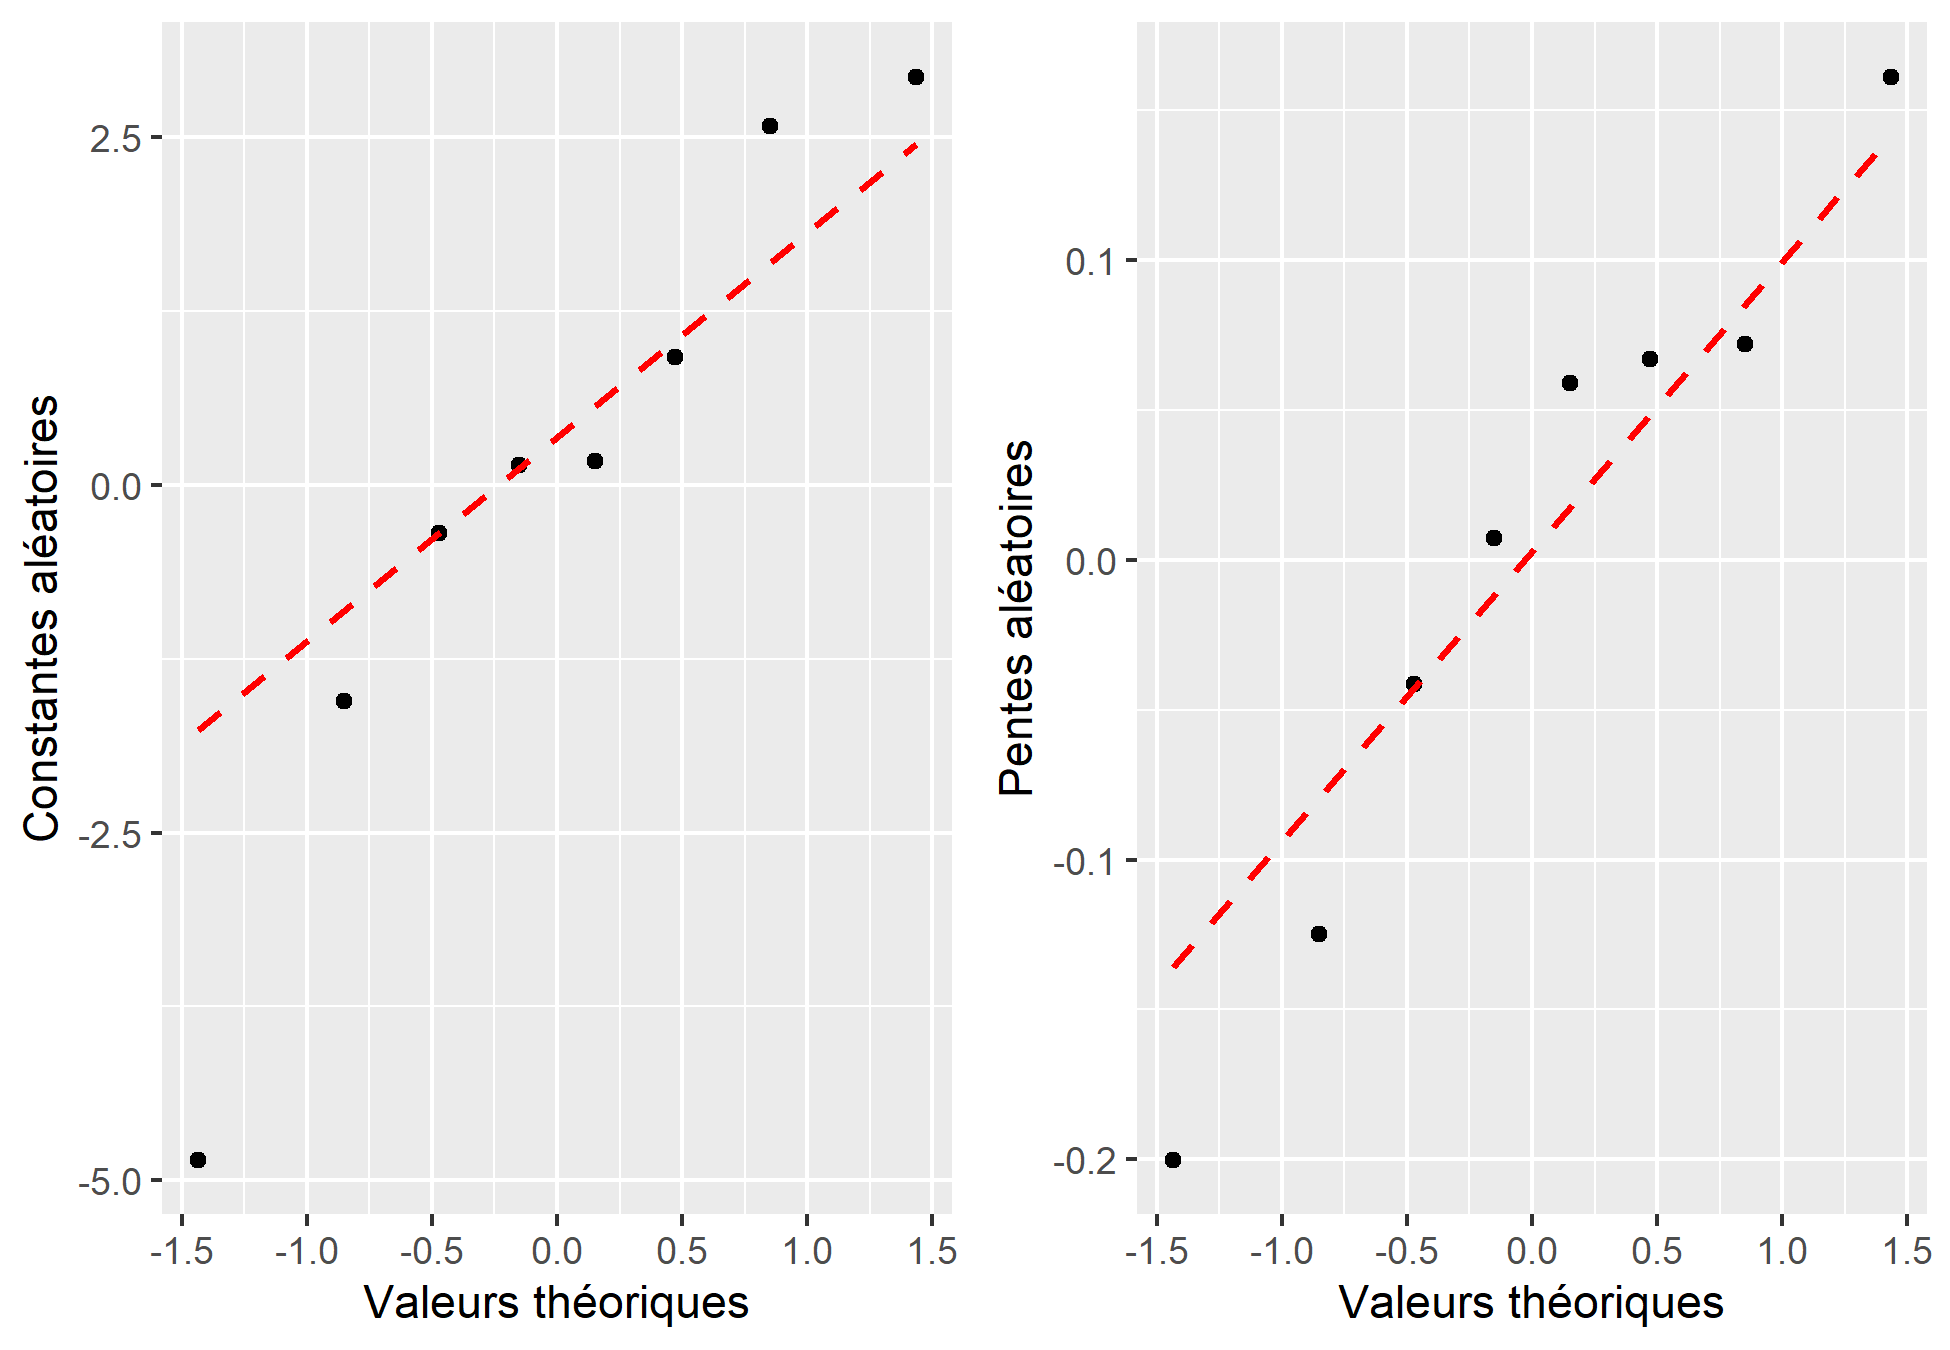 Constantes aléatoires
2.5
0.0
-2.5
-5.0
-1.5 -1.0 -0.5 0.0 0.5 1.0 1.5
Valeurs théoriques
Pentes aléatoires
0.1
0.0
-0.1
-0.2
-1.5 -1.0 -0.5 0.0 0.5 1.0 1.5
Valeurs théoriques